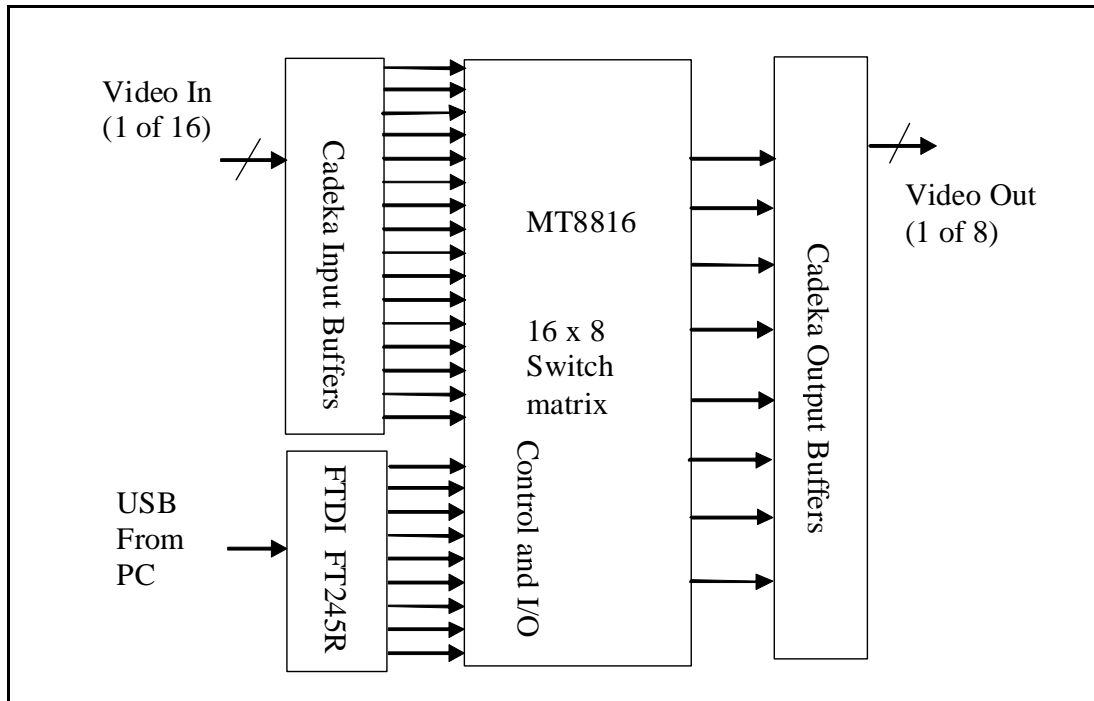 Video In
(1 of 16)
Cadeka Input Buffers
MT8816
16 x 8
Switch
matrix
Control and I/O
Cadeka Output Buffers
Video Out
(1 of 8)
USB
From
PC
FTDI FT245R